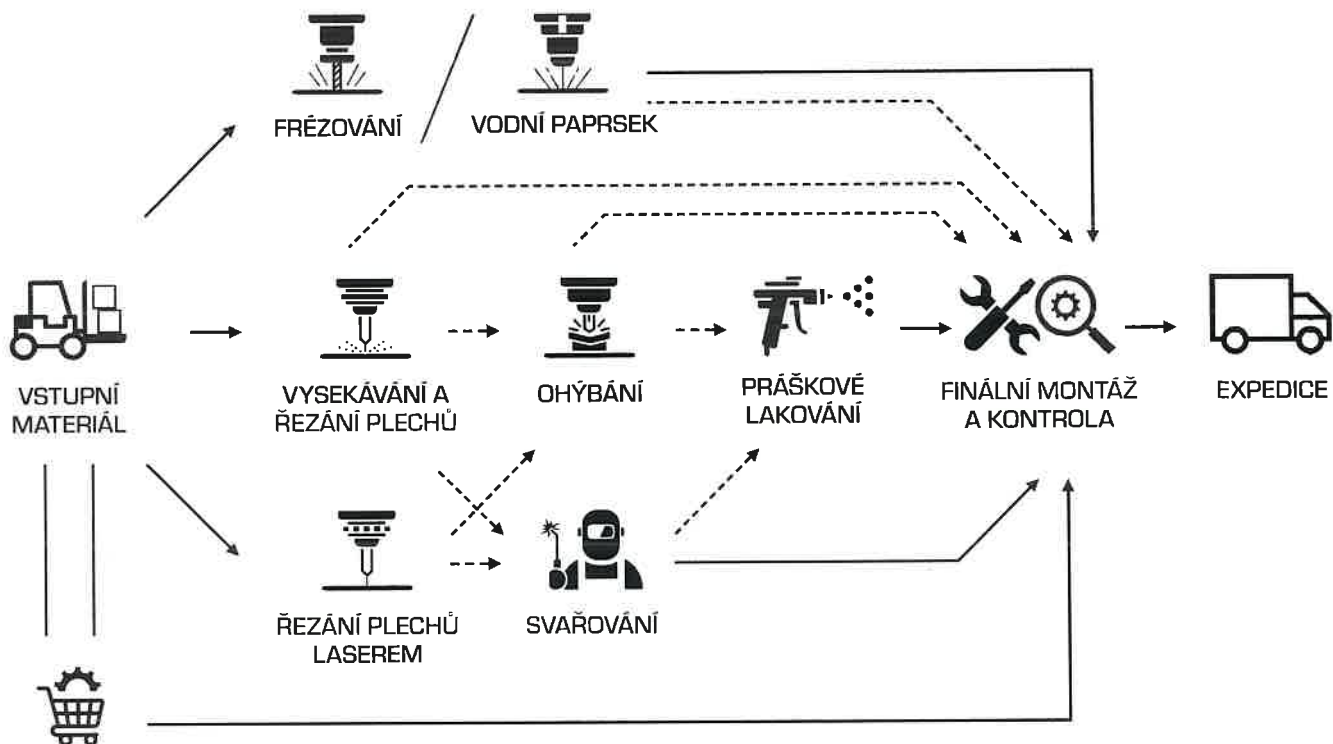 FRÉZOVÁNÍ
VODNÍ PAPRSEK
VSTUPNÍ
MATERIÁL
VYSEKÁVÁNÍ A
ŘEZÁNÍ PLECHŮ
OHÝBÁNÍ
PRÁŠKOVÉ
LAKOVÁNÍ
FINÁLNÍ MONTÁŽ
A KONTROLA
EXPEDICE
ŘEZÁNÍ PLECHŮ
LASEREM
SVAŘOVÁNÍ